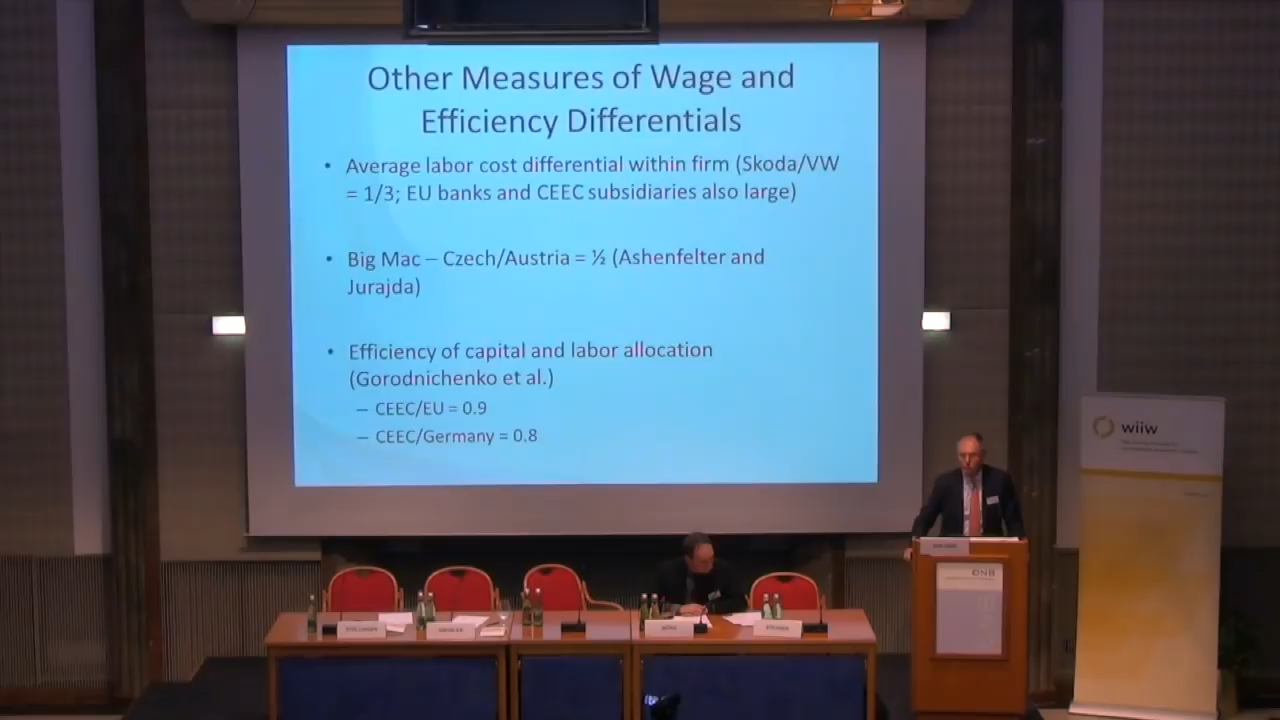 Other Measures of Wage and
Efficiency Differentials
• Average labor cost differential within firm (Skoda/VW
= 1/3; EU banks and CEEC subsidiaries also large)
• Big Mac – Czech/Austria = ½ (Ashenfelter and
Jurajda)
• Efficiency of capital and labor allocation
(Gorodnichenko et al.)
– CEEC/EU = 0.9
– CEEC/Germany = 0.8
wiiw